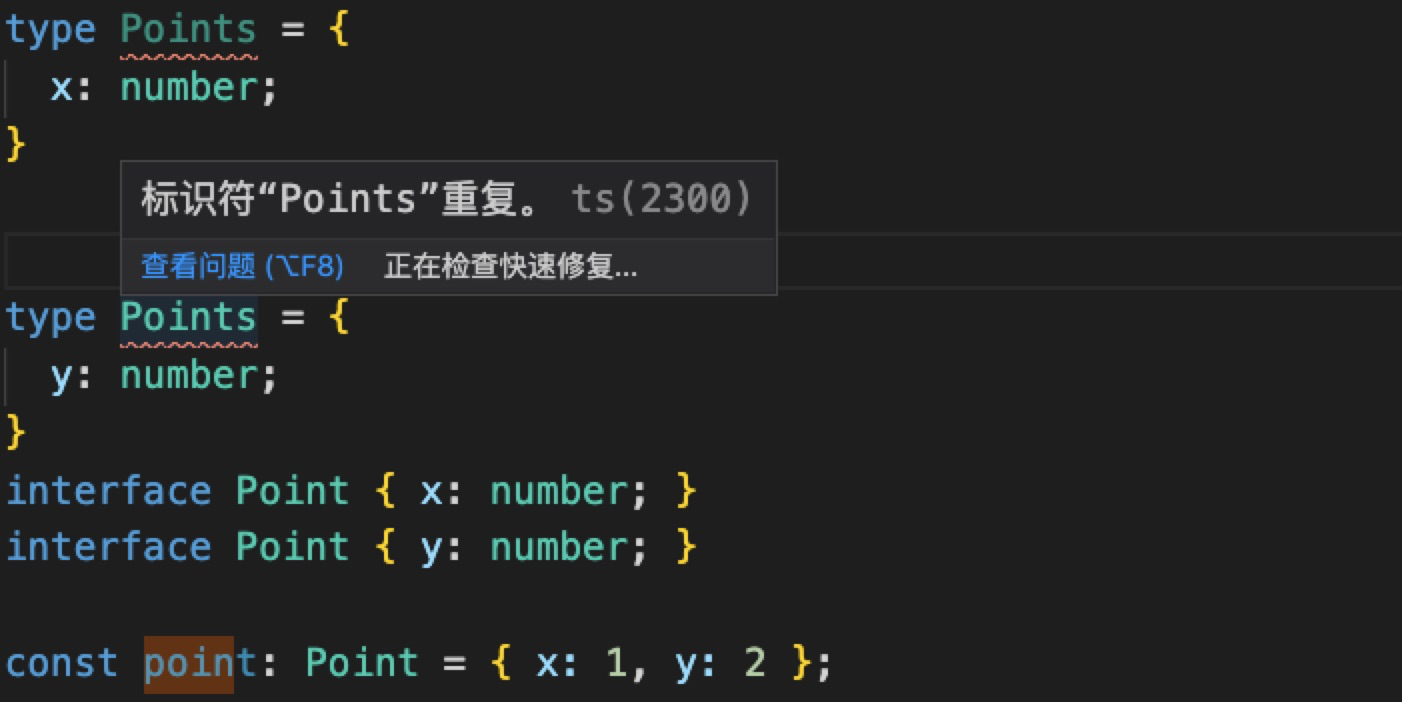 type Points = {
  x: number;
}
标识符“Points”重复。 ts(2300)
查看问题 (⌥F8) 正在检查快速修复...
type Points = {
  y: number;
}
interface Point { x: number; }
interface Point { y: number; }
const point: Point = { x: 1, y: 2 };